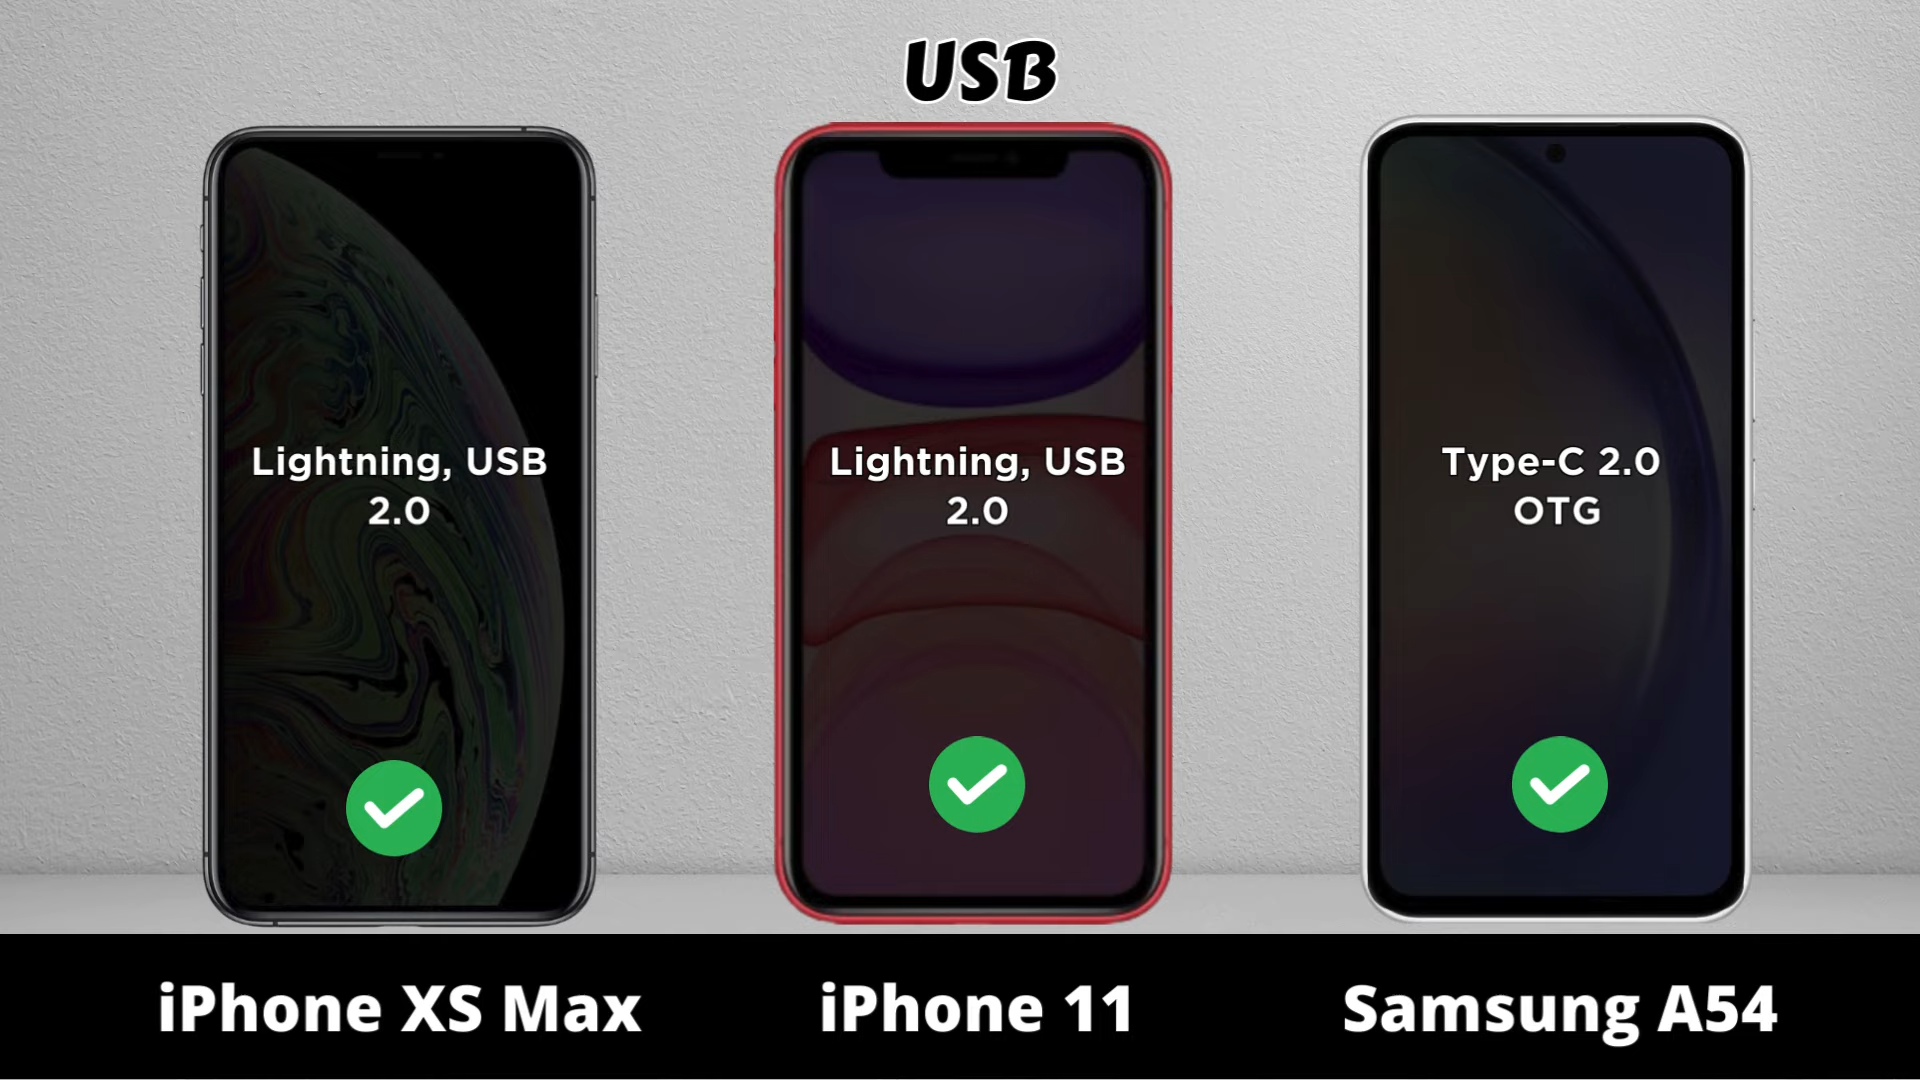 USB
Lightning, USB
2.0
Lightning, USB
2.0
Type-C 2.0
OTG
iPhone XS Max
iPhone 11
Samsung A54